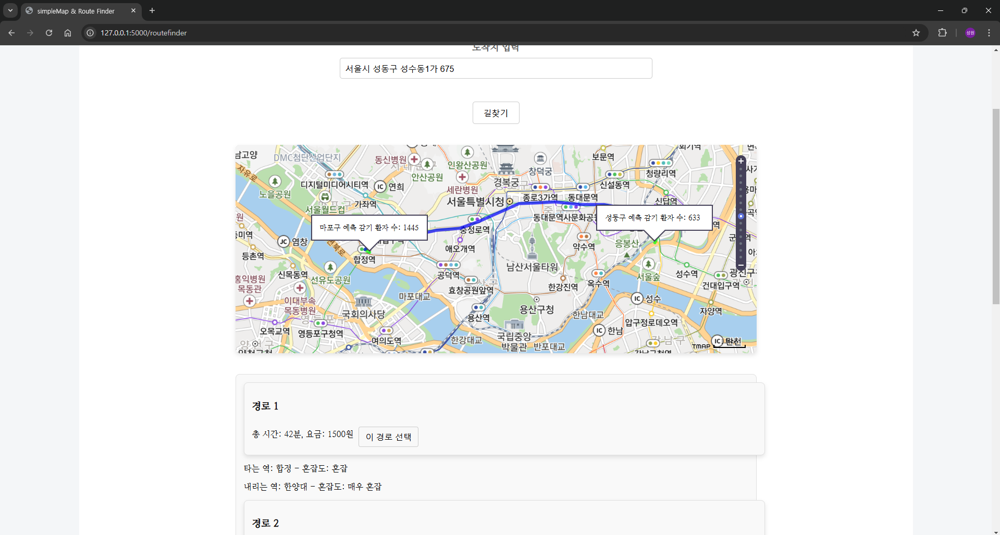 simpleMap & Route Finder
127.0.0.1:5000/routefinder
성원
도착지 입력
서울시 성동구 성수동1가 675
길찾기
남고양
DMC첨단산업단지
동신병원
인왕산공원
창덕궁
보문역
회기역
자유로
디지털미디어시티역
IC 연희
안산공원
세란병원
경복궁
청량리역
신설동역
노을공원
가좌역
서울특별시청
종로3가역
동대문역
신답역
서울월드컵
동대문역사문화공원
마포구 예측 감기 환자 수: 1445
성동구 예측 감기 환자 수: 633
충정로역
JC 염창
등촌역
합정역
애오개역
약수역
응봉산
신목동역
선유도공원
공덕역
남산서울타워
서울숲
성수역
홍익병원
목동관
효창공원앞역
한강진역
옥수역
건대입구역
이대부속
목동병원
마포대교
국회의사당
용산역
용산구청
한남대교
IC 성수
자양역
오목교역
영등포구청역
여의도역
한강대교
국립중앙
박물관
반포대교
IC 한남
압구정로데오역
강남구
TMAP
경로 1
총 시간: 42분, 요금: 1500원
이 경로 선택
타는 역: 합정 - 혼잡도: 혼잡
내리는 역: 한양대 - 혼잡도: 매우 혼잡
경로 2